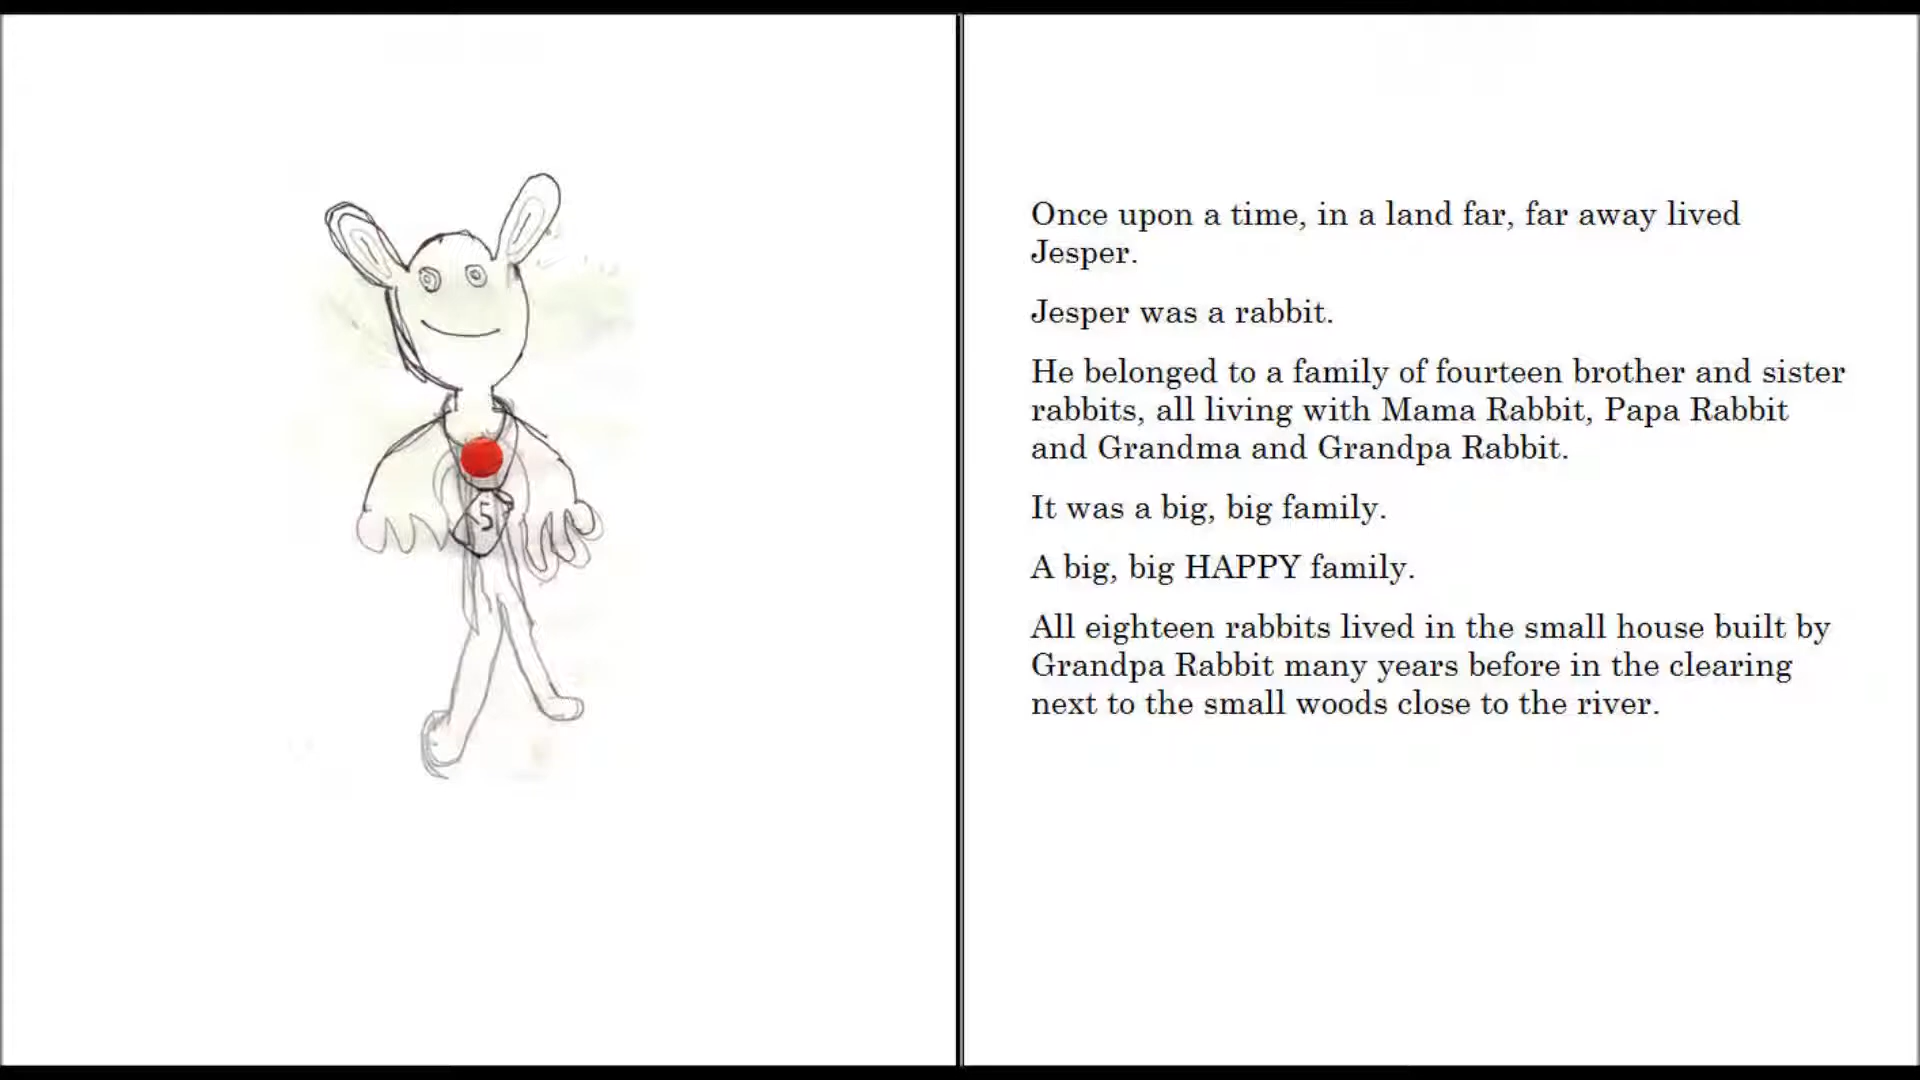 5
Once upon a time, in a land far, far away lived
Jesper.
Jesper was a rabbit.
He belonged to a family of fourteen brother and sister
rabbits, all living with Mama Rabbit, Papa Rabbit
and Grandma and Grandpa Rabbit.
It was a big, big family.
A big, big HAPPY family.
All eighteen rabbits lived in the small house built by
Grandpa Rabbit many years before in the clearing
next to the small woods close to the river.